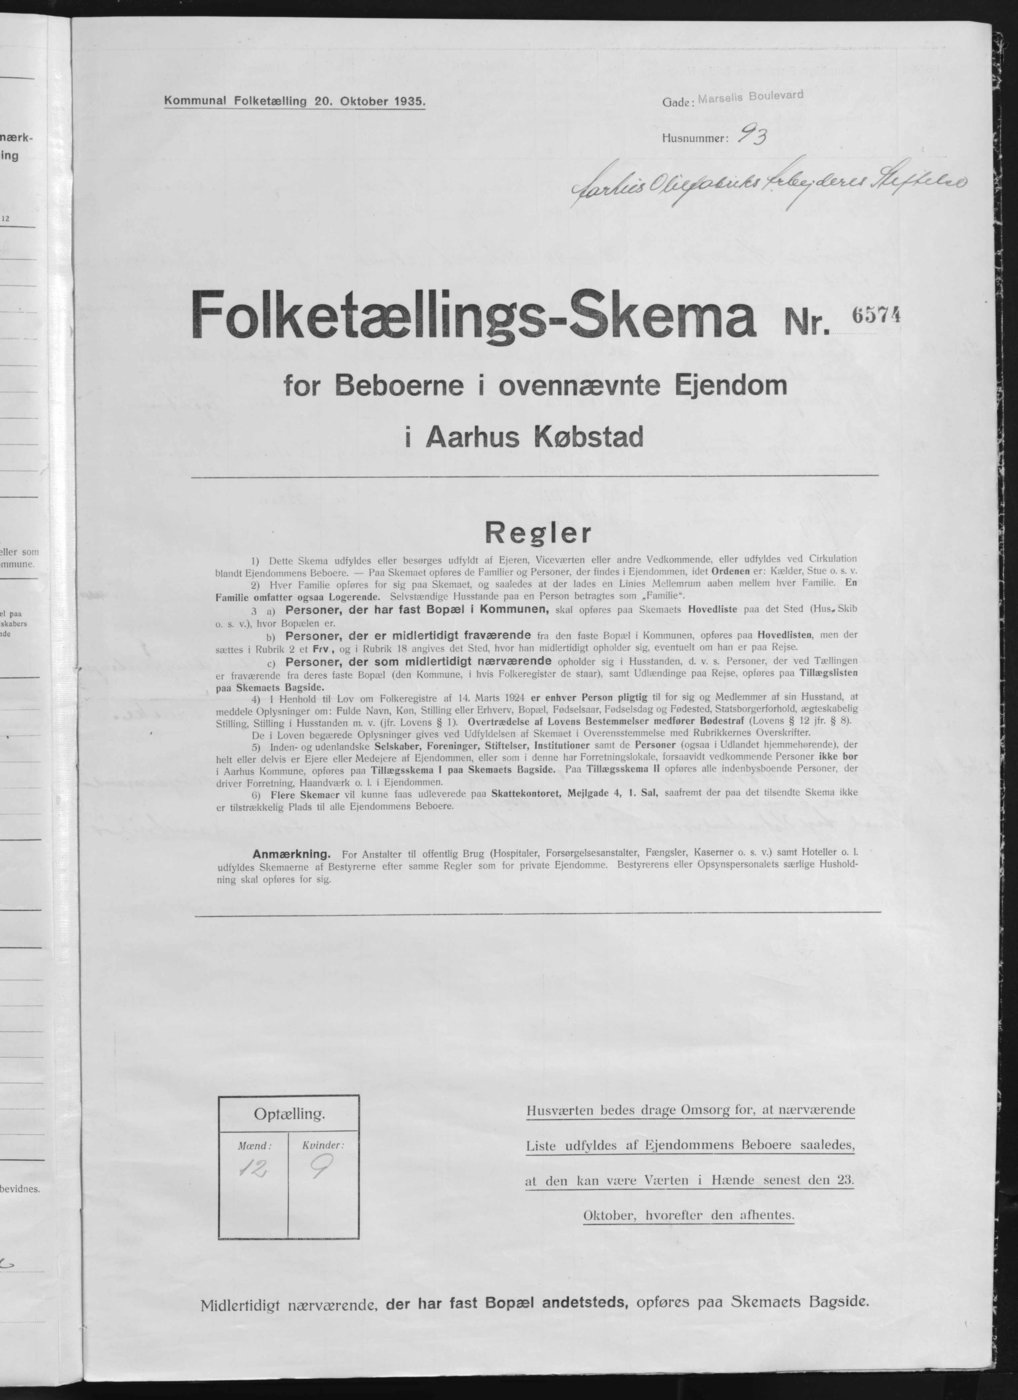 nærk-
ing
12
eller som
mmune.
el paa
skabers
bevidnes.
Kommunal Folketælling 20. Oktober 1935.
Gade: Marselis Boulevard
Husnummer: 93
Aarhus Oliefabriks Arbejderes Stiftelse
Folketællings-Skema Nr. 6574
for Beboerne i ovennævnte Ejendom
i Aarhus Købstad
Regler
1) Dette Skema udfyldes eller besørges udfyldt af Ejeren, Viceværten eller andre Vedkommende, eller udfyldes ved Cirkulation
blandt Ejendommens Beboere. — Paa Skemaet opføres de Familier og Personer, der findes i Ejendommen, idet Ordenen er: Kælder, Stue o. s. v.
2) Hver Familie opføres for sig paa Skemaet, og saaledes at der lades en Linies Mellemrum aaben mellem hver Familie. En
Familie omfatter ogsaa Logerende. Selvstændige Husstande paa en Person betragtes som „Familie“.
3 a) Personer, der har fast Bopæl i Kommunen, skal opføres paa Skemaets Hovedliste paa det Sted (Hus, Skib
o. s. v.), hvor Bopælen er.
b) Personer, der er midlertidigt fraværende fra den faste Bopæl i Kommunen, opføres paa Hovedlisten, men der
sættes i Rubrik 2 et Frv., og i Rubrik 18 angives det Sted, hvor han midlertidigt opholder sig, eventuelt om han er paa Rejse.
c) Personer, der som midlertidigt nærværende opholder sig i Husstanden, d. v. s. Personer, der ved Tællingen
er fraværende fra deres faste Bopæl (den Kommune, i hvis Folkeregister de staar), samt Udlændinge paa Rejse, opføres paa Tillægslisten
paa Skemaets Bagside.
4) I Henhold til Lov om Folkeregistre af 14. Marts 1924 er enhver Person pligtig til for sig og Medlemmer af sin Husstand, at
meddele Oplysninger om: Fulde Navn, Køn, Stilling eller Erhverv, Bopæl, Fødselsaar, Fødselsdag og Fødested, Statsborgerforhold, ægteskabelig
Stilling, Stilling i Husstanden m. v. (jfr. Lovens § 1). Overtrædelse af Lovens Bestemmelser medfører Bødestraf (Lovens § 12 jfr. § 8).
De i Loven begærede Oplysninger gives ved Udfyldelsen af Skemaet i Overensstemmelse med Rubrikkernes Overskrifter.
5) Inden- og udenlandske Selskaber, Foreninger, Stiftelser, Institutioner samt de Personer (ogsaa i Udlandet hjemmehørende), der
helt eller delvis er Ejere eller Medejere af Ejendommen, eller som i denne har Forretningslokale, forsaavidt vedkommende Personer ikke bor
i Aarhus Kommune, opføres paa Tillægsskema I paa Skemaets Bagside. Paa Tillægsskema II opføres alle indenbysboende Personer, der
driver Forretning, Haandværk o. l. i Ejendommen.
6) Flere Skemaer vil kunne faas udleverede paa Skattekontoret, Mejlgade 4, 1. Sal, saafremt der paa det tilsendte Skema ikke
er tilstrækkelig Plads til alle Ejendommens Beboere.
Anmærkning. For Anstalter til offentlig Brug (Hospitaler, Forsørgelsesanstalter, Fængsler, Kaserner o. s. v.) samt Hoteller o. l.
udfyldes Skemaerne af Bestyrerne efter samme Regler som for private Ejendomme. Bestyrerens eller Opsynspersonalets særlige Hushold-
ning skal opføres for sig.
Optælling.
Mænd: Kvinder:
12 9
Husværten bedes drage Omsorg for, at nærværende
Liste udfyldes af Ejendommens Beboere saaledes,
at den kan være Værten i Hænde senest den 23.
Oktober, hvorefter den afhentes.
Midlertidigt nærværende, der har fast Bopæl andetsteds, opføres paa Skemaets Bagside.